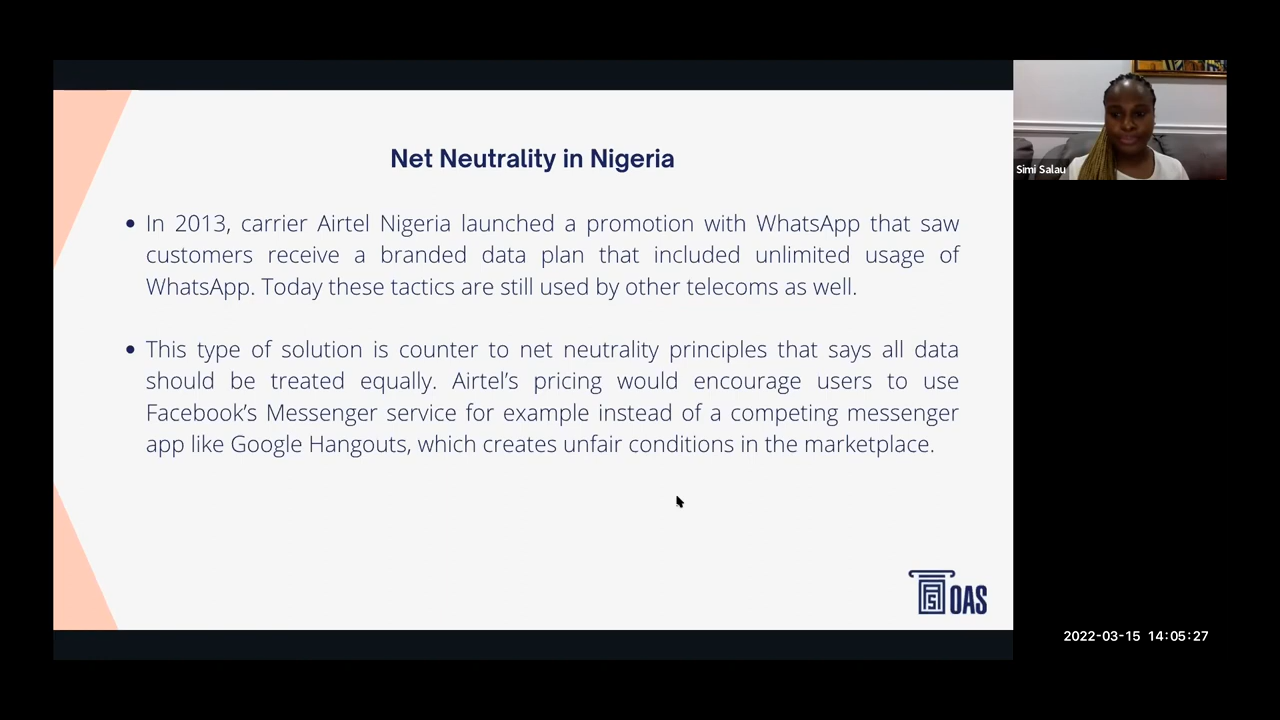 Net Neutrality in Nigeria
• In 2013, carrier Airtel Nigeria launched a promotion with WhatsApp that saw
customers receive a branded data plan that included unlimited usage of
WhatsApp. Today these tactics are still used by other telecoms as well.
• This type of solution is counter to net neutrality principles that says all data
should be treated equally. Airtel’s pricing would encourage users to use
Facebook’s Messenger service for example instead of a competing messenger
app like Google Hangouts, which creates unfair conditions in the marketplace.
OAS
Simi Salau
2022-03-15 14:05:27